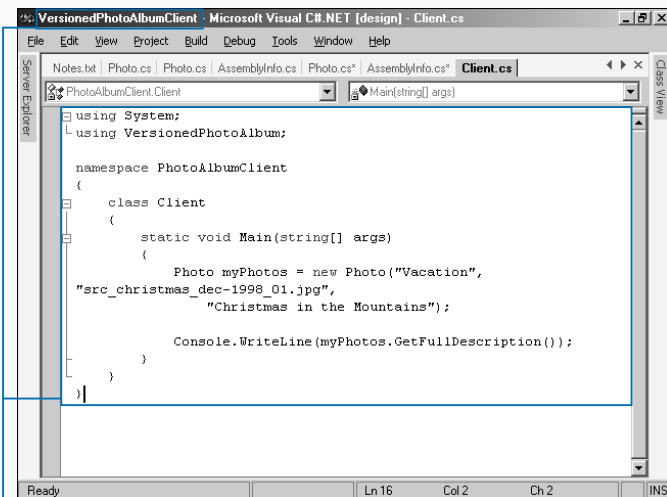 VersionedPhotoAlbumClient - Microsoft Visual C#.NET [design] - Client.cs
File Edit View Project Build Debug Tools Window Help
Server Explorer
Notes.txt | Photo.cs | Photo.cs | AssemblyInfo.cs | Photo.cs* | AssemblyInfo.cs* | Client.cs
Class View
PhotoAlbumClient.Client
Main(string[] args)
using System;
using VersionedPhotoAlbum;
namespace PhotoAlbumClient
{
class Client
{
static void Main(string[] args)
{
Photo myPhotos = new Photo("Vacation",
"src_christmas_dec-1998_01.jpg",
"Christmas in the Mountains");
Console.WriteLine(myPhotos.GetFullDescription());
}
}
}
Ready Ln 16 Col 2 Ch 2 INS